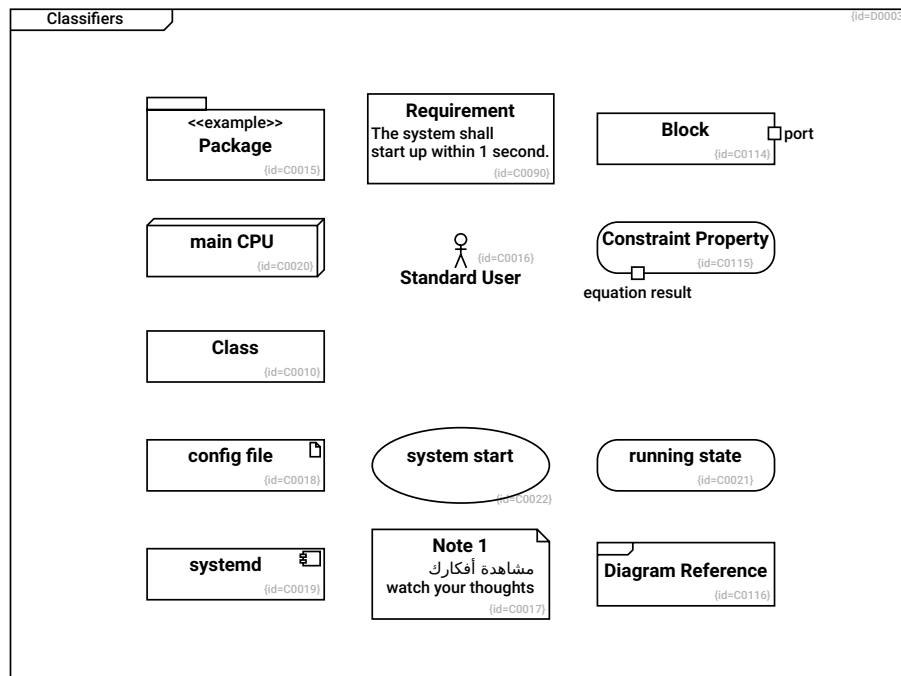 Classifiers
{id=D0003
<<example>>
Package
{id=C0015}
Requirement
The system shall
start up within 1 second.
{id=C0090}
Block
port
{id=C0114}
main CPU
{id=C0020}
{id=C0016}
Standard User
Constraint Property
{id=C0115}
equation result
Class
{id=C0010}
config file
{id=C0018}
system start
{id=C0022}
running state
{id=C0021}
systemd
{id=C0019}
Note 1
مشاهدة أفكارك
watch your thoughts
{id=C0017}
Diagram Reference
{id=C0116}